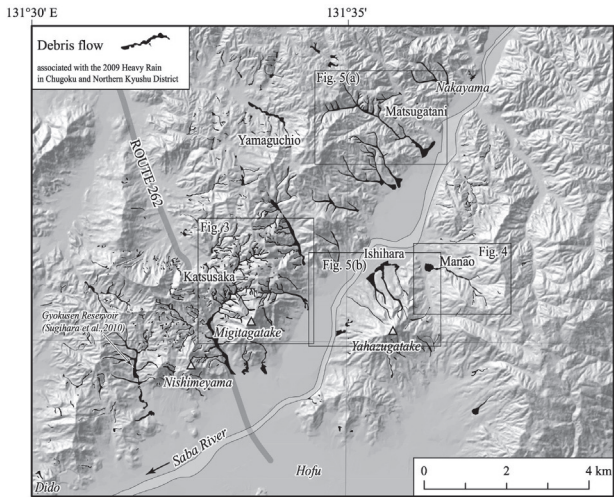 131°30'
131°35'
Debris flow
associated with the 2009 Heavy Rain
in Chugoku and Northern Kyushu District
Fig. 5(a)
Nakayama
Matsugatani
Yamaguchio
ROUTE 262
Fig. 3
Ishihara
Fig. 4
Manao
Fig. 5(b)
Katsusaka
Gyokusen Reservoir
(Sugihara et al., 2010)
Migitagatake
Yahazugatake
Nishimeyama
Saba River
Hofu
Dido
0 2 4 km